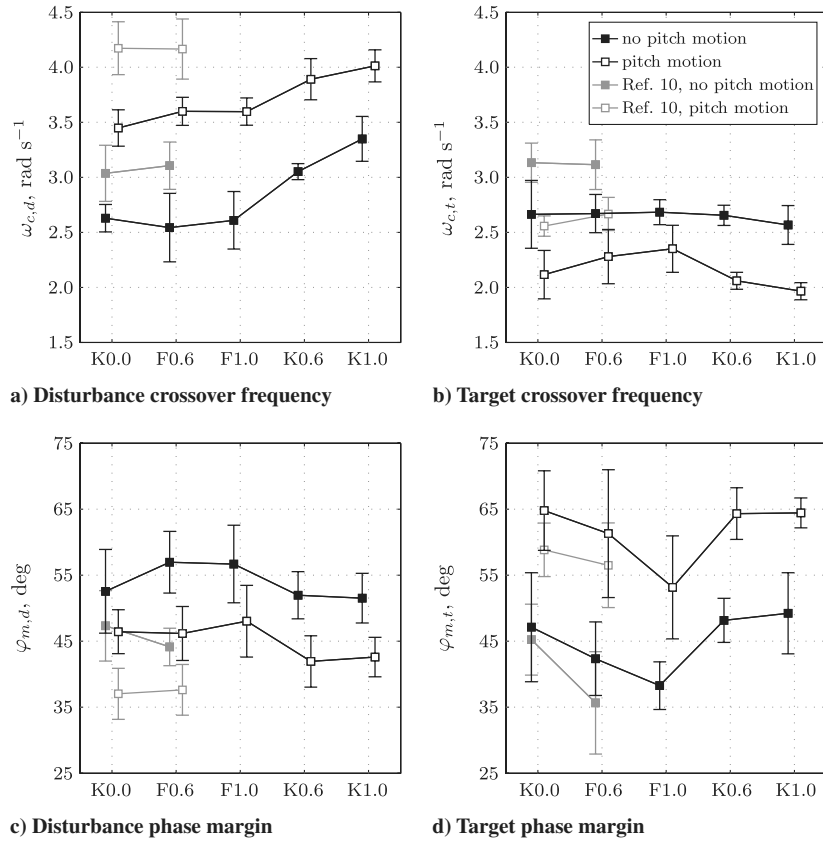 4.5
4.0
3.5
3.0
2.5
2.0
1.5
ω_{c,d}, rad s⁻¹
K0.0 F0.6 F1.0 K0.6 K1.0
a) Disturbance crossover frequency
4.5
4.0
3.5
3.0
2.5
2.0
1.5
ω_{c,t}, rad s⁻¹
no pitch motion
pitch motion
Ref. 10, no pitch motion
Ref. 10, pitch motion
K0.0 F0.6 F1.0 K0.6 K1.0
b) Target crossover frequency
75
65
55
45
35
25
φ_{m,d}, deg
K0.0 F0.6 F1.0 K0.6 K1.0
c) Disturbance phase margin
75
65
55
45
35
25
φ_{m,t}, deg
K0.0 F0.6 F1.0 K0.6 K1.0
d) Target phase margin